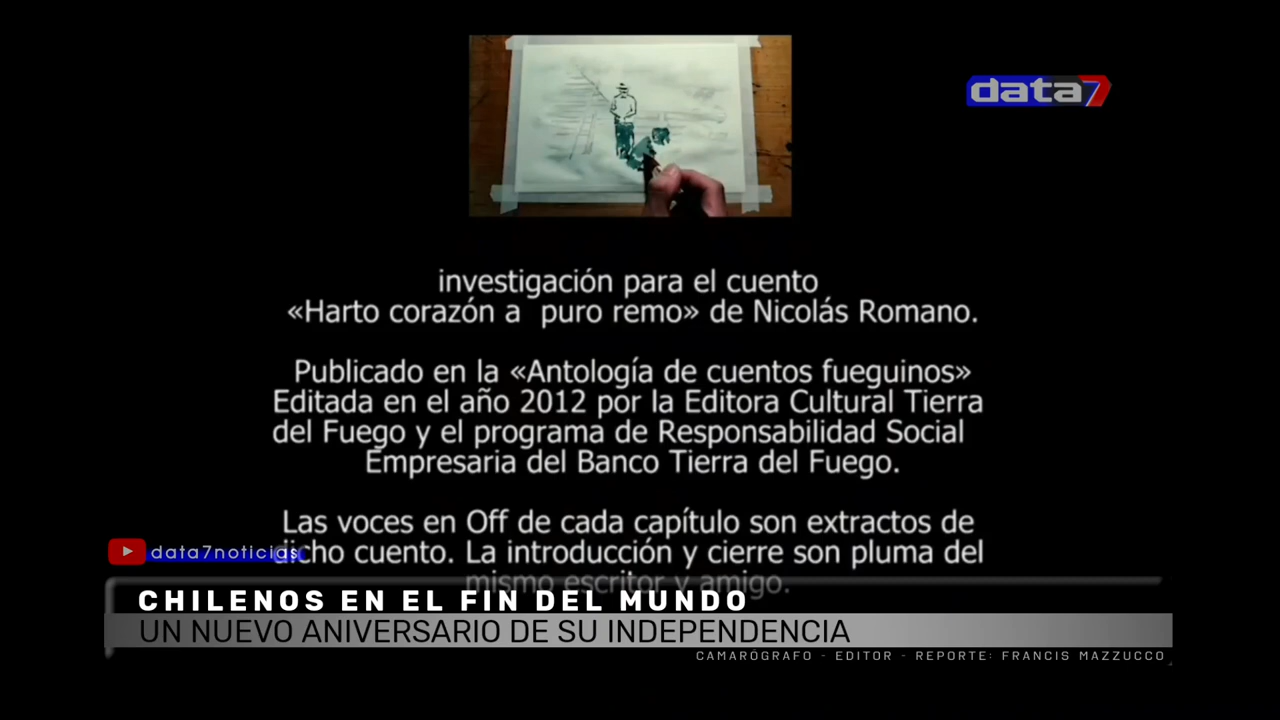 data7
investigación para el cuento
«Harto corazón a puro remo» de Nicolás Romano.
Publicado en la «Antología de cuentos fueguinos»
Editada en el año 2012 por la Editora Cultural Tierra
del Fuego y el programa de Responsabilidad Social
Empresaria del Banco Tierra del Fuego.
Las voces en Off de cada capítulo son extractos de
dicho cuento. La introducción y cierre son pluma del
mismo escritor y amigo.
data7noticias
CHILENOS EN EL FIN DEL MUNDO
UN NUEVO ANIVERSARIO DE SU INDEPENDENCIA
CAMARÓGRAFO - EDITOR - REPORTE: FRANCIS MAZZUCCO